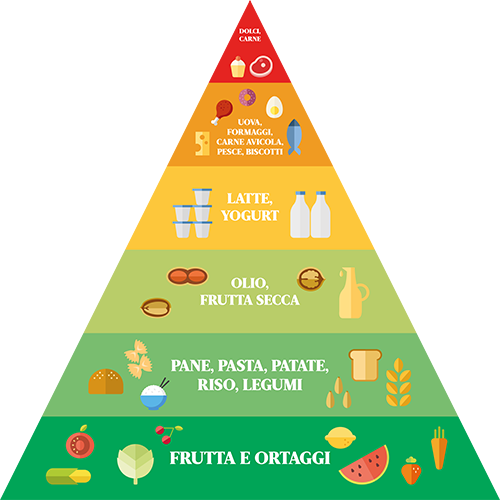 DOLCI,
CARNE
UOVA,
FORMAGGI,
CARNE AVICOLA,
PESCE, BISCOTTI
LATTE,
YOGURT
OLIO,
FRUTTA SECCA
PANE, PASTA, PATATE,
RISO, LEGUMI
FRUTTA E ORTAGGI